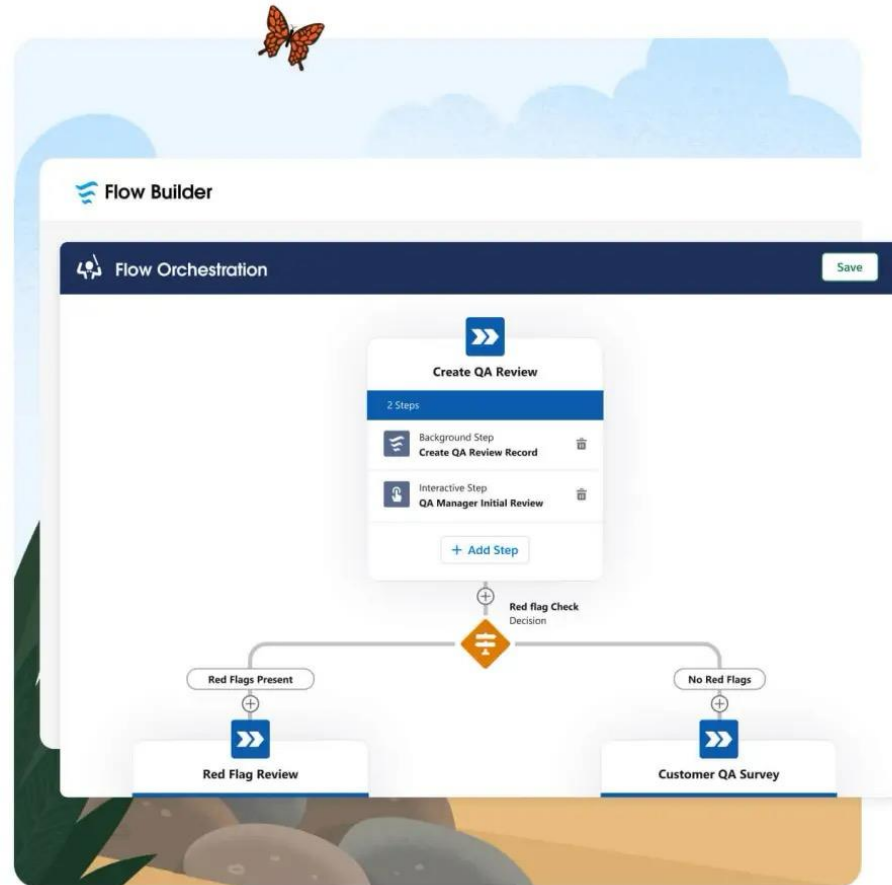 Flow Builder
Flow Orchestration
Save
Create QA Review
2 Steps
Background Step
Create QA Review Record
Interactive Step
QA Manager Initial Review
+ Add Step
Red flag Check
Decision
Red Flags Present
No Red Flags
Red Flag Review
Customer QA Survey